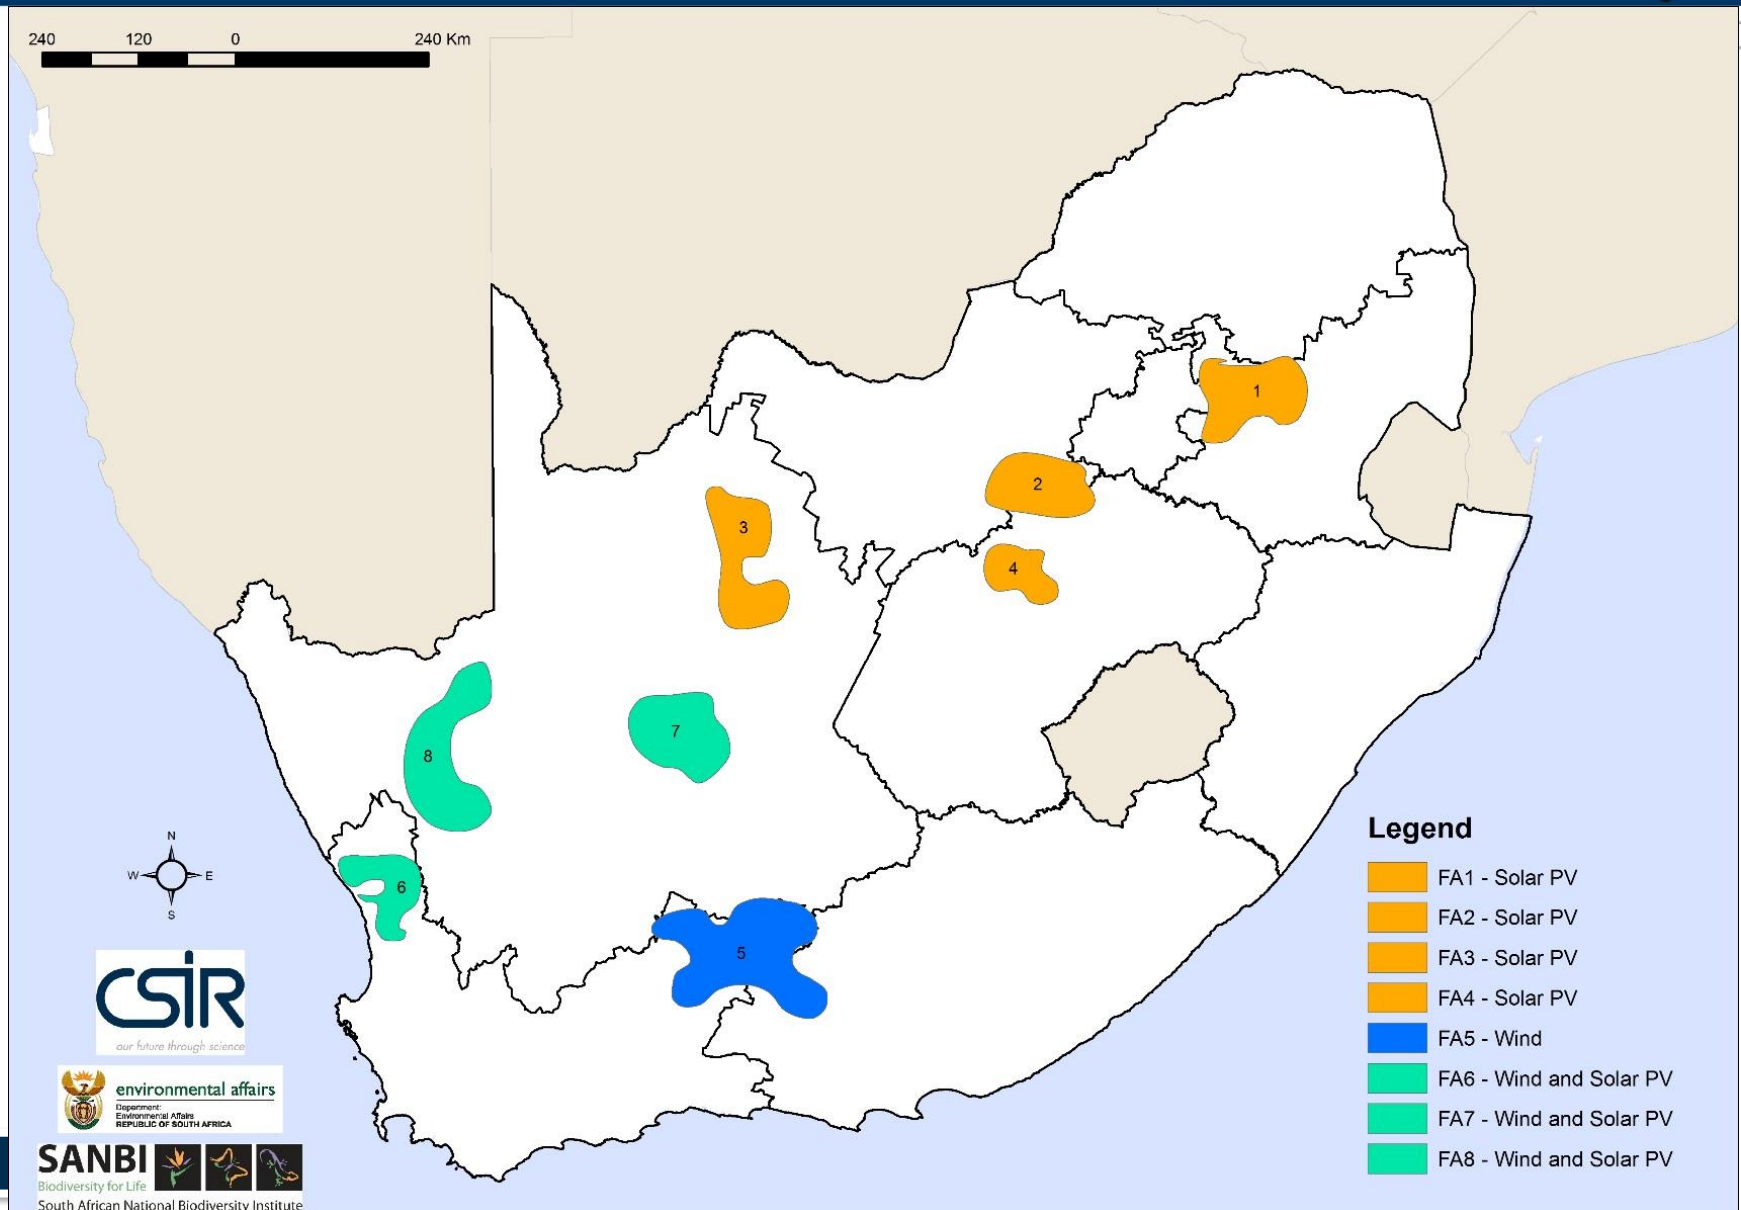 240 120 0 240 Km
1
2
3
4
8
7
6
5
N
W E
S
CSIR
our future through science
environmental affairs
Department:
Environmental Affairs
REPUBLIC OF SOUTH AFRICA
SANBI
Biodiversity for Life
South African National Biodiversity Institute
Legend
FA1 - Solar PV
FA2 - Solar PV
FA3 - Solar PV
FA4 - Solar PV
FA5 - Wind
FA6 - Wind and Solar PV
FA7 - Wind and Solar PV
FA8 - Wind and Solar PV